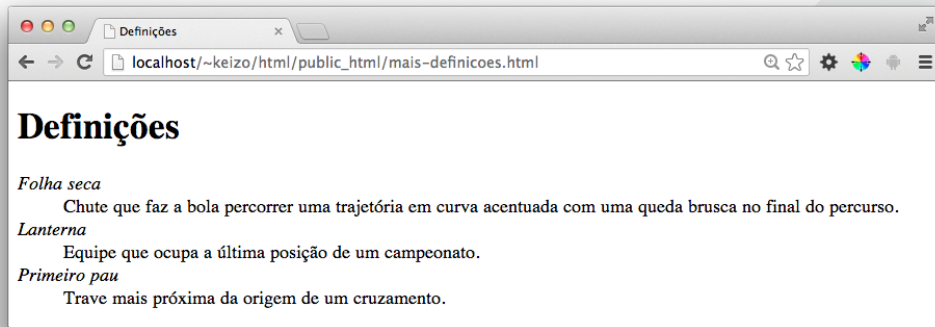 Definições
localhost/~keizo/html/public_html/mais-definicoes.html
Definições
Folha seca
Chute que faz a bola percorrer uma trajetória em curva acentuada com uma queda brusca no final do percurso.
Lanterna
Equipe que ocupa a última posição de um campeonato.
Primeiro pau
Trave mais próxima da origem de um cruzamento.